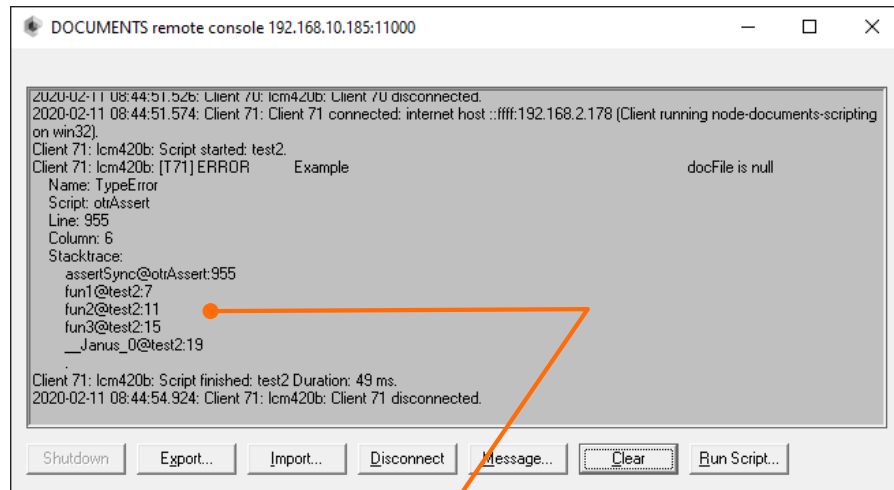 DOCUMENTS remote console 192.168.10.185:11000
2020-02-11 08:44:51.526: Client 70: lcm420b: Client 70 disconnected.
2020-02-11 08:44:51.574: Client 71: Client 71 connected: internet host ::ffff:192.168.2.178 (Client running node-documents-scripting
on win32).
Client 71: lcm420b: Script started: test2.
Client 71: lcm420b: [T71] ERROR Example docFile is null
Name: TypeError
Script: otrAssert
Line: 955
Column: 6
Stacktrace:
assertSync@otrAssert:955
fun1@test2:7
fun2@test2:11
fun3@test2:15
__Janus_0@test2:19
.
Client 71: lcm420b: Script finished: test2 Duration: 49 ms.
2020-02-11 08:44:54.924: Client 71: lcm420b: Client 71 disconnected.
Shutdown Export... Import... Disconnect Message... Clear Run Script...